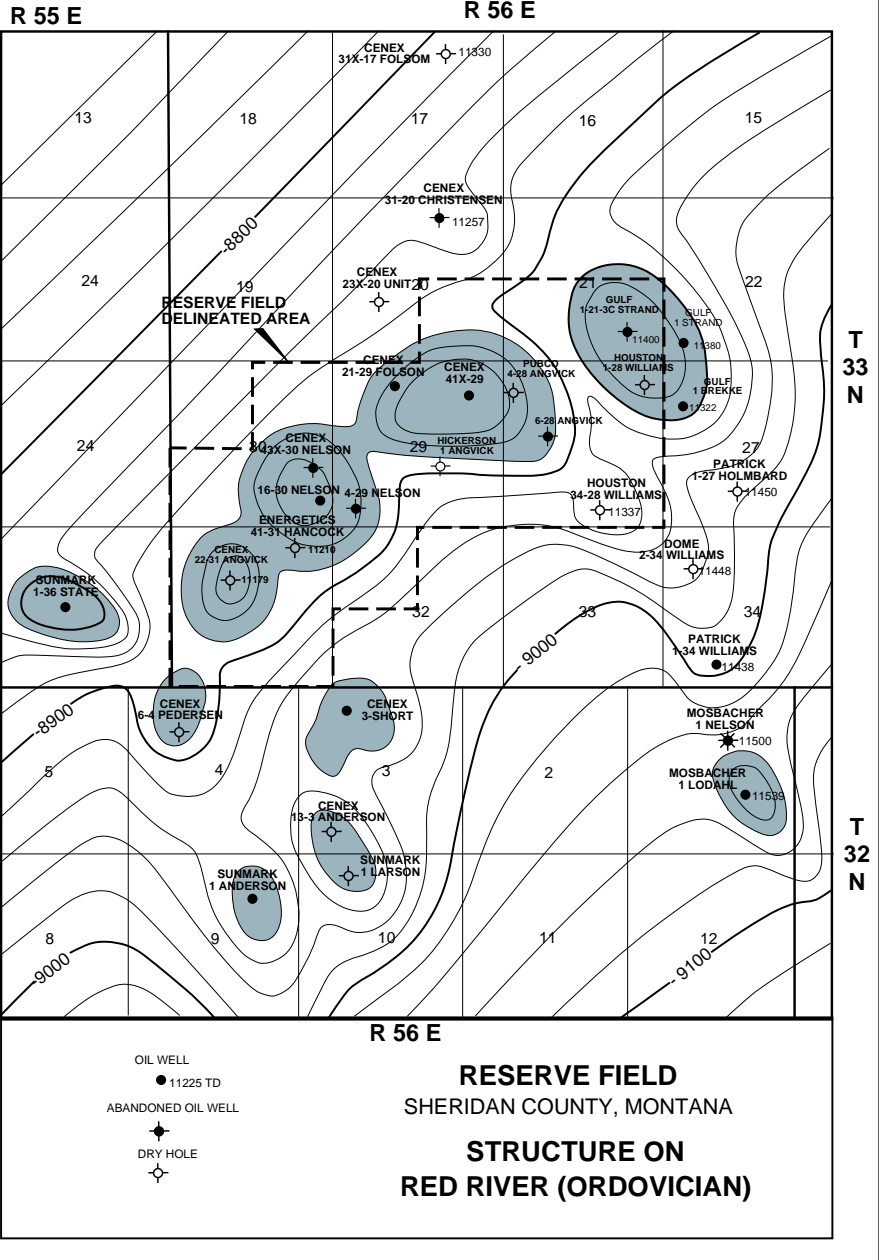 R 55 E
R 56 E
CENEX
31X-17 FOLSOM
11330
13
18
17
16
15
CENEX
31-20 CHRISTENSEN
11257
-8800
24
19
CENEX
23X-20 UNIT
20
21
22
RESERVE FIELD
DELINEATED AREA
GULF
1-21-3C STRAND
11400
GULF
1 STRAND
11380
T
33
N
CENEX
21-29 FOLSON
CENEX
41X-29
PUBCO
4-28 ANGVICK
HOUSTON
1-28 WILLIAMS
GULF
1 BREKKE
11322
6-28 ANGVICK
24
30
CENEX
43X-30 NELSON
29
HICKERSON
1 ANGVICK
27
PATRICK
1-27 HOLMBARD
11450
16-30 NELSON
4-29 NELSON
HOUSTON
34-28 WILLIAMS
11337
ENERGETICS
41-31 HANCOCK
11210
CENEX
22-31 ANGVICK
11179
DOME
2-34 WILLIAMS
11448
SUNMARK
1-36 STATE
32
33
34
9000
PATRICK
1-34 WILLIAMS
11438
-8900
CENEX
6-4 PEDERSEN
CENEX
3-SHORT
MOSBACHER
1 NELSON
11500
5
4
3
2
MOSBACHER
1 LODAHL
11539
CENEX
13-3 ANDERSON
T
32
N
SUNMARK
1 LARSON
SUNMARK
1 ANDERSON
8
9
10
11
12
-9000
- 9100
R 56 E
OIL WELL
11225 TD
ABANDONED OIL WELL
DRY HOLE
RESERVE FIELD
SHERIDAN COUNTY, MONTANA
STRUCTURE ON
RED RIVER (ORDOVICIAN)